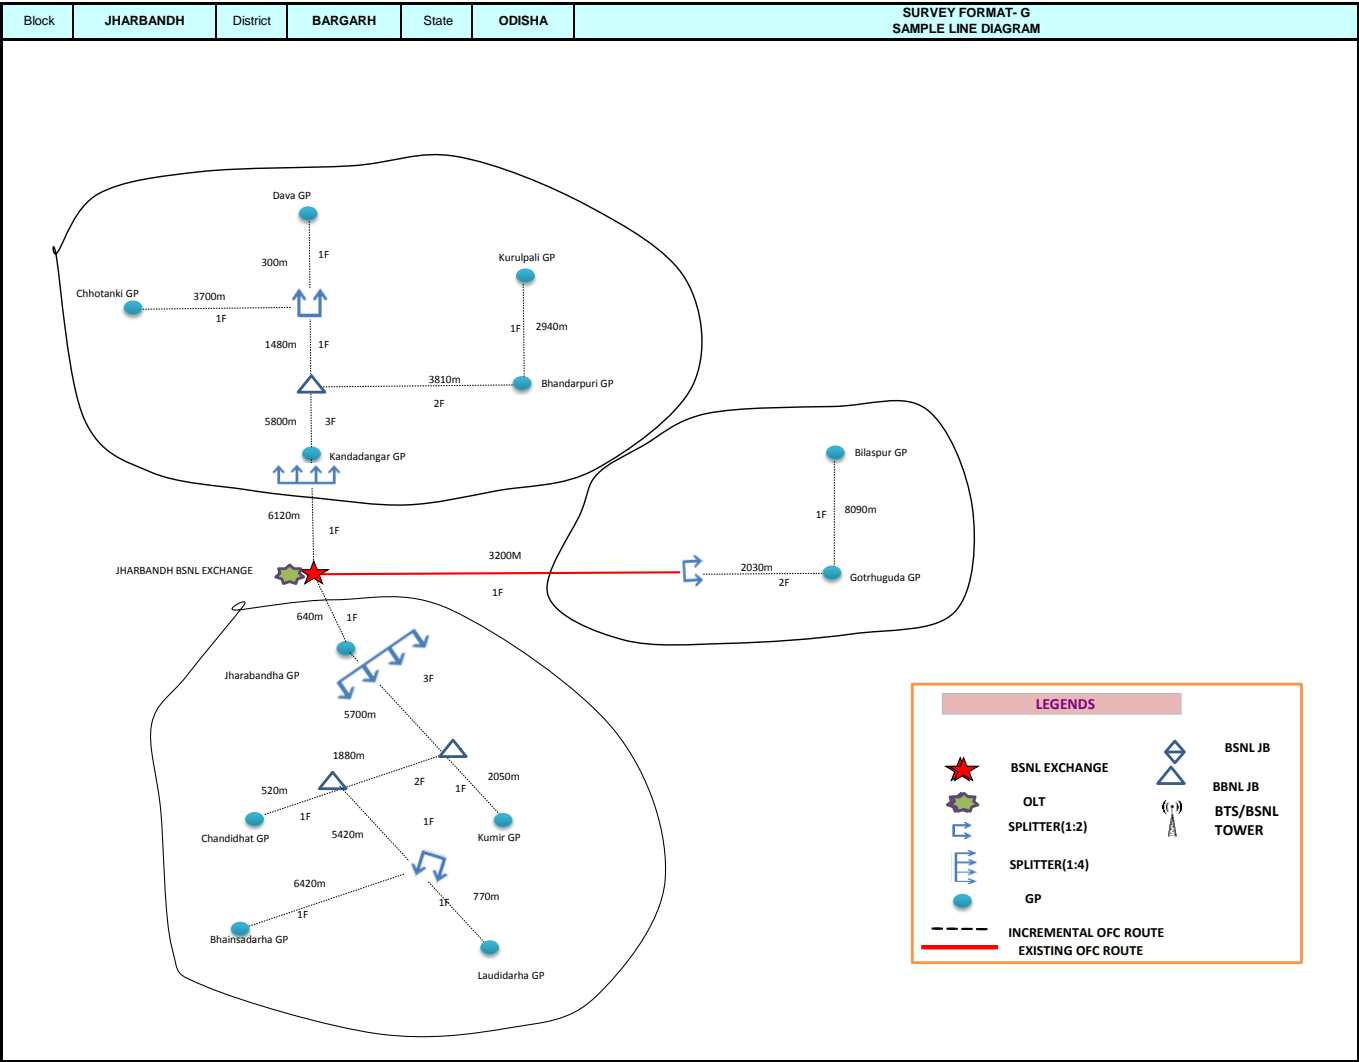 Block JHARBANDH District BARGARH State ODISHA SURVEY FORMAT- G
SAMPLE LINE DIAGRAM
Dava GP
300m 1F
Kurulpali GP
Chhotanki GP
3700m
1F
1F 2940m
1480m 1F
3810m
2F
Bhandarpuri GP
5800m 3F
Kandadangar GP
6120m
1F
Bilaspur GP
1F 8090m
JHARBANDH BSNL EXCHANGE
3200M
1F
2030m
2F
Gotrhuguda GP
640m 1F
Jharabandha GP
3F
5700m
1880m
2F
2050m
1F
520m
1F
Chandidhat GP
5420m
1F
Kumir GP
6420m
1F
1F 770m
Bhainsadarha GP
Laudidarha GP
LEGENDS
BSNL EXCHANGE
OLT
SPLITTER(1:2)
SPLITTER(1:4)
GP
INCREMENTAL OFC ROUTE
EXISTING OFC ROUTE
BSNL JB
BBNL JB
BTS/BSNL
TOWER